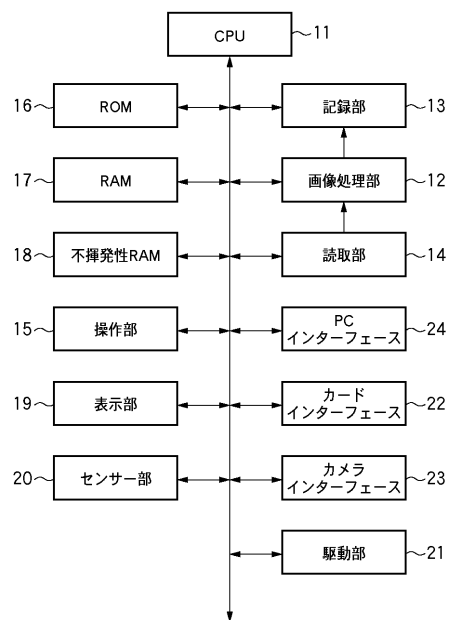 CPU 11
16 ROM
記録部 13
17 RAM
画像処理部 12
18 不揮発性RAM
読取部 14
15 操作部
PC
インターフェース 24
19 表示部
カード
インターフェース 22
20 センサー部
カメラ
インターフェース 23
駆動部 21